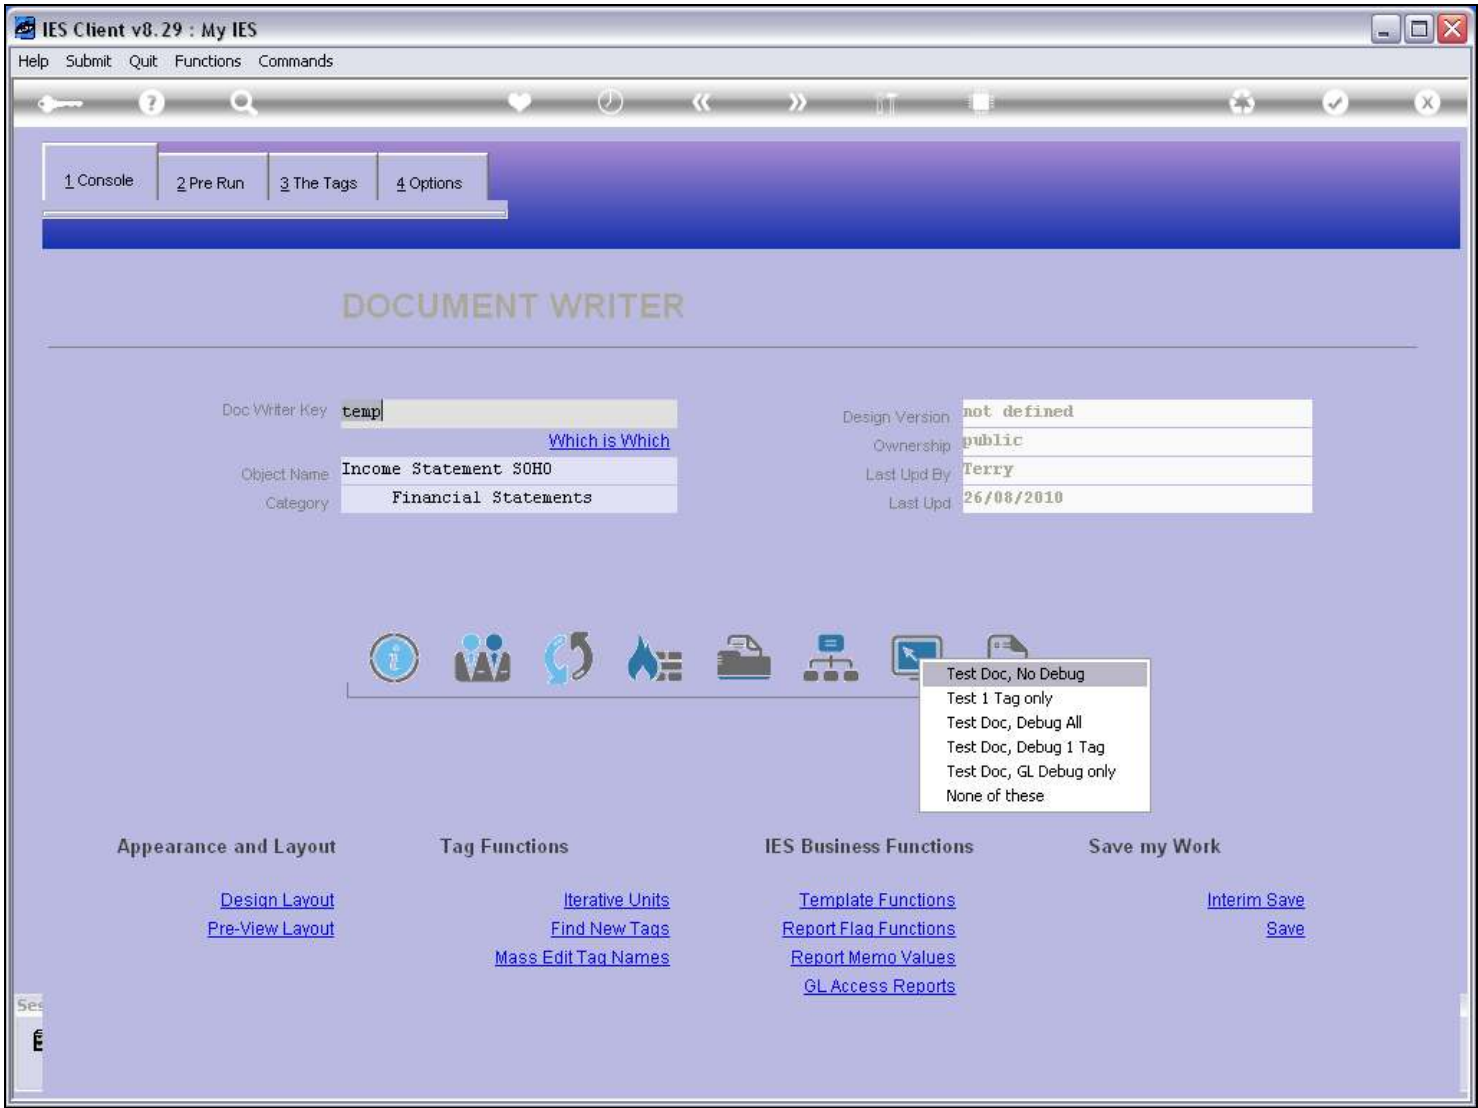 IES Client v8.29 : My IES
Help Submit Quit Functions Commands
1 Console 2 Pre Run 3 The Tags 4 Options
DOCUMENT WRITER
Doc Writer Key temp
Which is Which
Object Name Income Statement SOHO
Category Financial Statements
Design Version not defined
Ownership public
Last Upd By Terry
Last Upd 26/08/2010
Test Doc, No Debug
Test 1 Tag only
Test Doc, Debug All
Test Doc, Debug 1 Tag
Test Doc, GL Debug only
None of these
Appearance and Layout
Design Layout
Pre-View Layout
Tag Functions
Iterative Units
Find New Tags
Mass Edit Tag Names
IES Business Functions
Template Functions
Report Flag Functions
Report Memo Values
GL Access Reports
Save my Work
Interim Save
Save